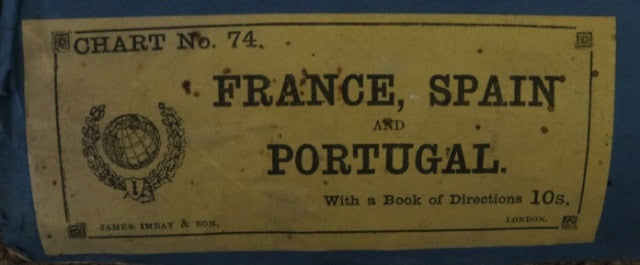 CHART No. 74.
FRANCE, SPAIN
AND
PORTUGAL.
With a Book of Directions 10s.
JAMES IMRAY & SON.
LONDON.
I